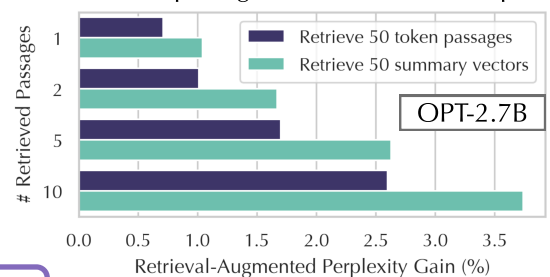 # Retrieved Passages
1
2
5
10
Retrieve 50 token passages
Retrieve 50 summary vectors
OPT-2.7B
0.0 0.5 1.0 1.5 2.0 2.5 3.0 3.5
Retrieval-Augmented Perplexity Gain (%)